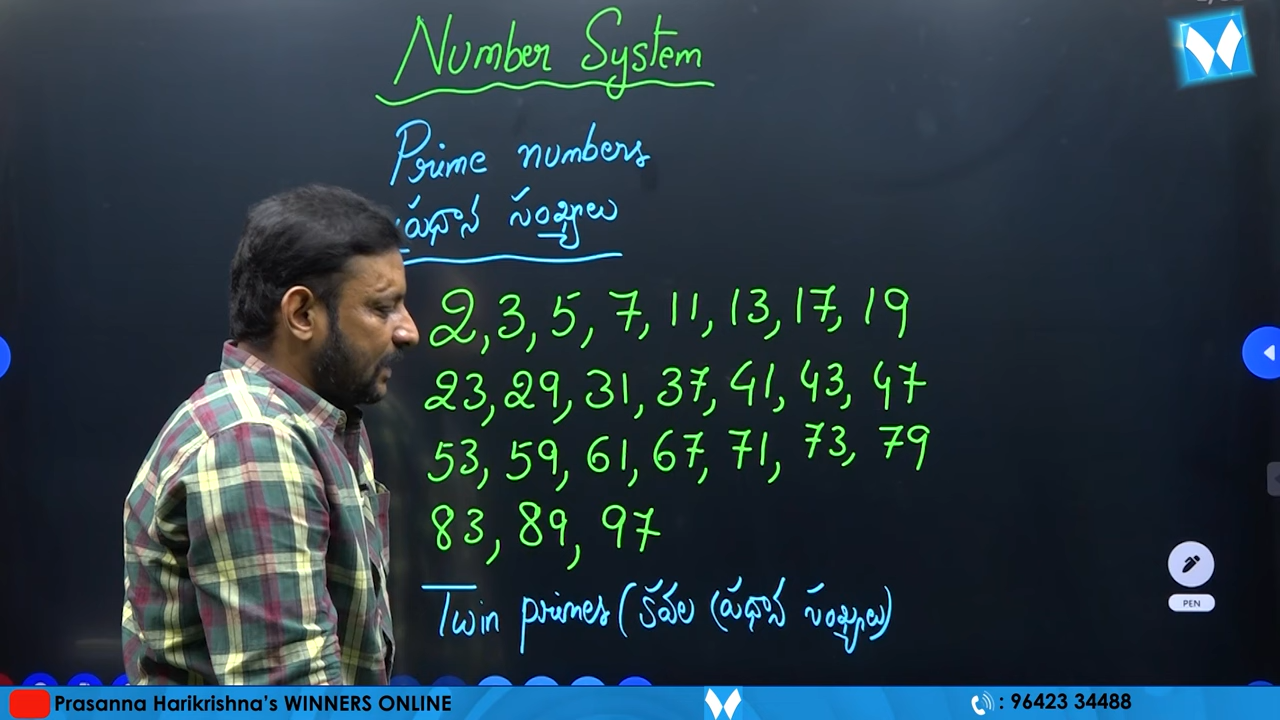 Number System
Prime numbers
ప్రధాన సంఖ్యలు
2, 3, 5, 7, 11, 13, 17, 19
23, 29, 31, 37, 41, 43, 47
53, 59, 61, 67, 71, 73, 79
83, 89, 97
Twin primes (కవల ప్రధాన సంఖ్యలు)
PEN
Prasanna Harikrishna's WINNERS ONLINE
: 96423 34488